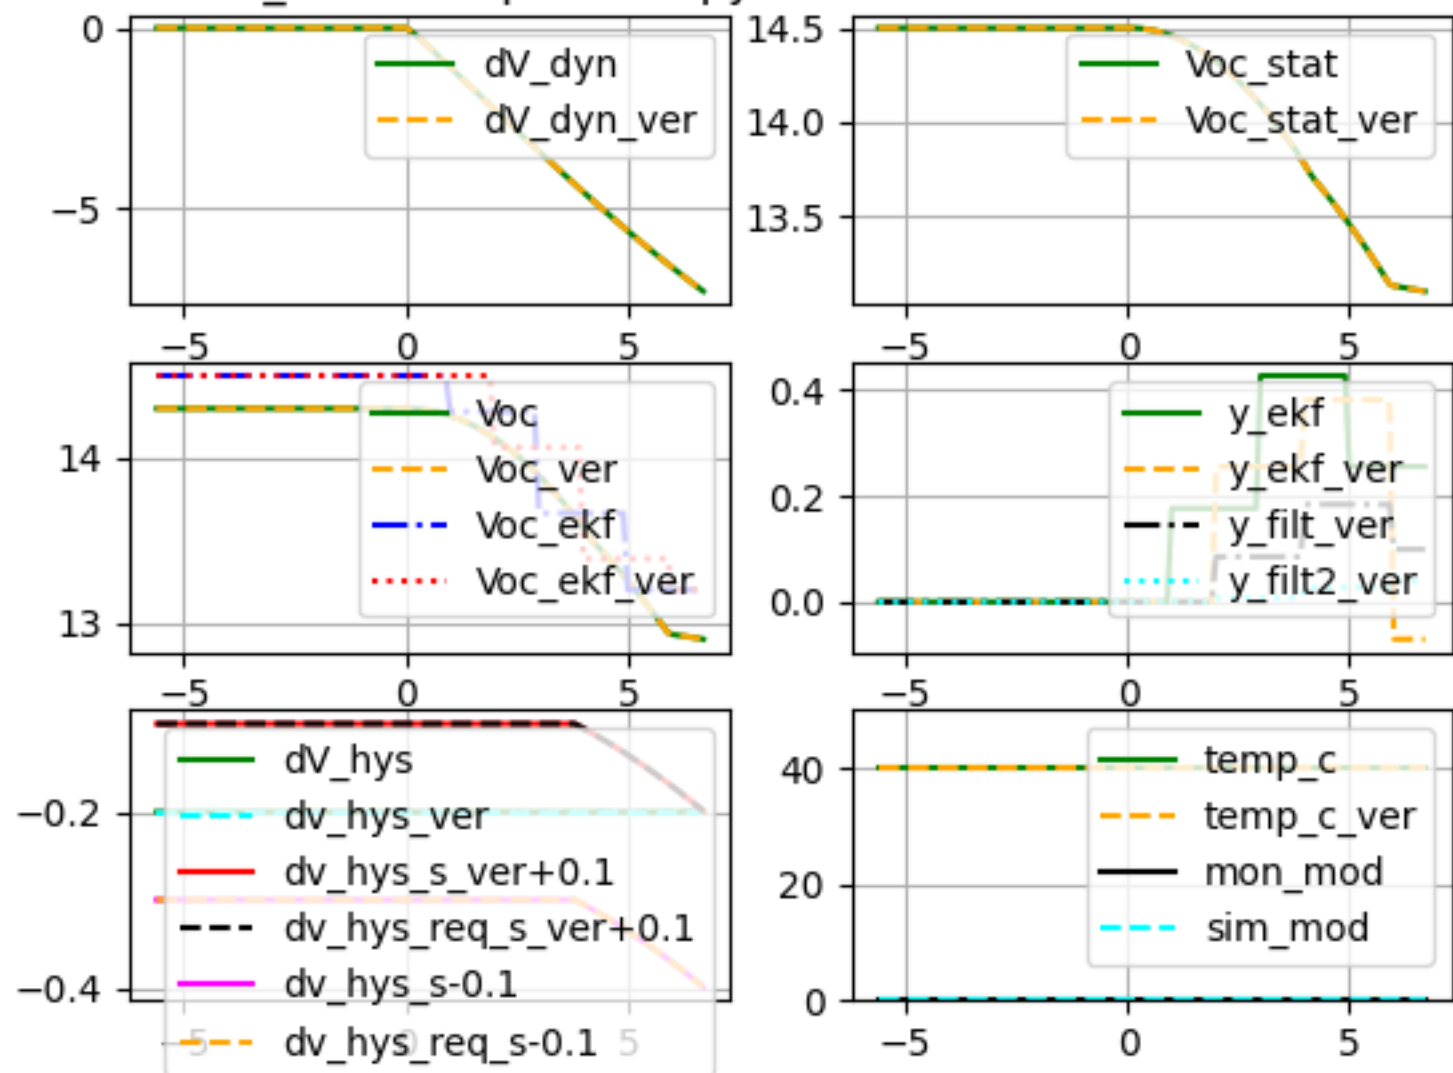 0
−5
dV_dyn
dV_dyn_ver
−5 0 5
14.5
14.0
13.5
Voc_stat
Voc_stat_ver
−5 0 5
14
13
Voc
Voc_ver
Voc_ekf
Voc_ekf_ver
−5 0 5
0.4
0.2
0.0
y_ekf
y_ekf_ver
y_filt_ver
y_filt2_ver
−5 0 5
−0.2
−0.4
dV_hys
dv_hys_ver
dv_hys_s_ver+0.1
dv_hys_req_s_ver+0.1
dv_hys_s-0.1
dv_hys_req_s-0.1
−5 0 5
40
20
0
temp_c
temp_c_ver
mon_mod
sim_mod
−5 0 5